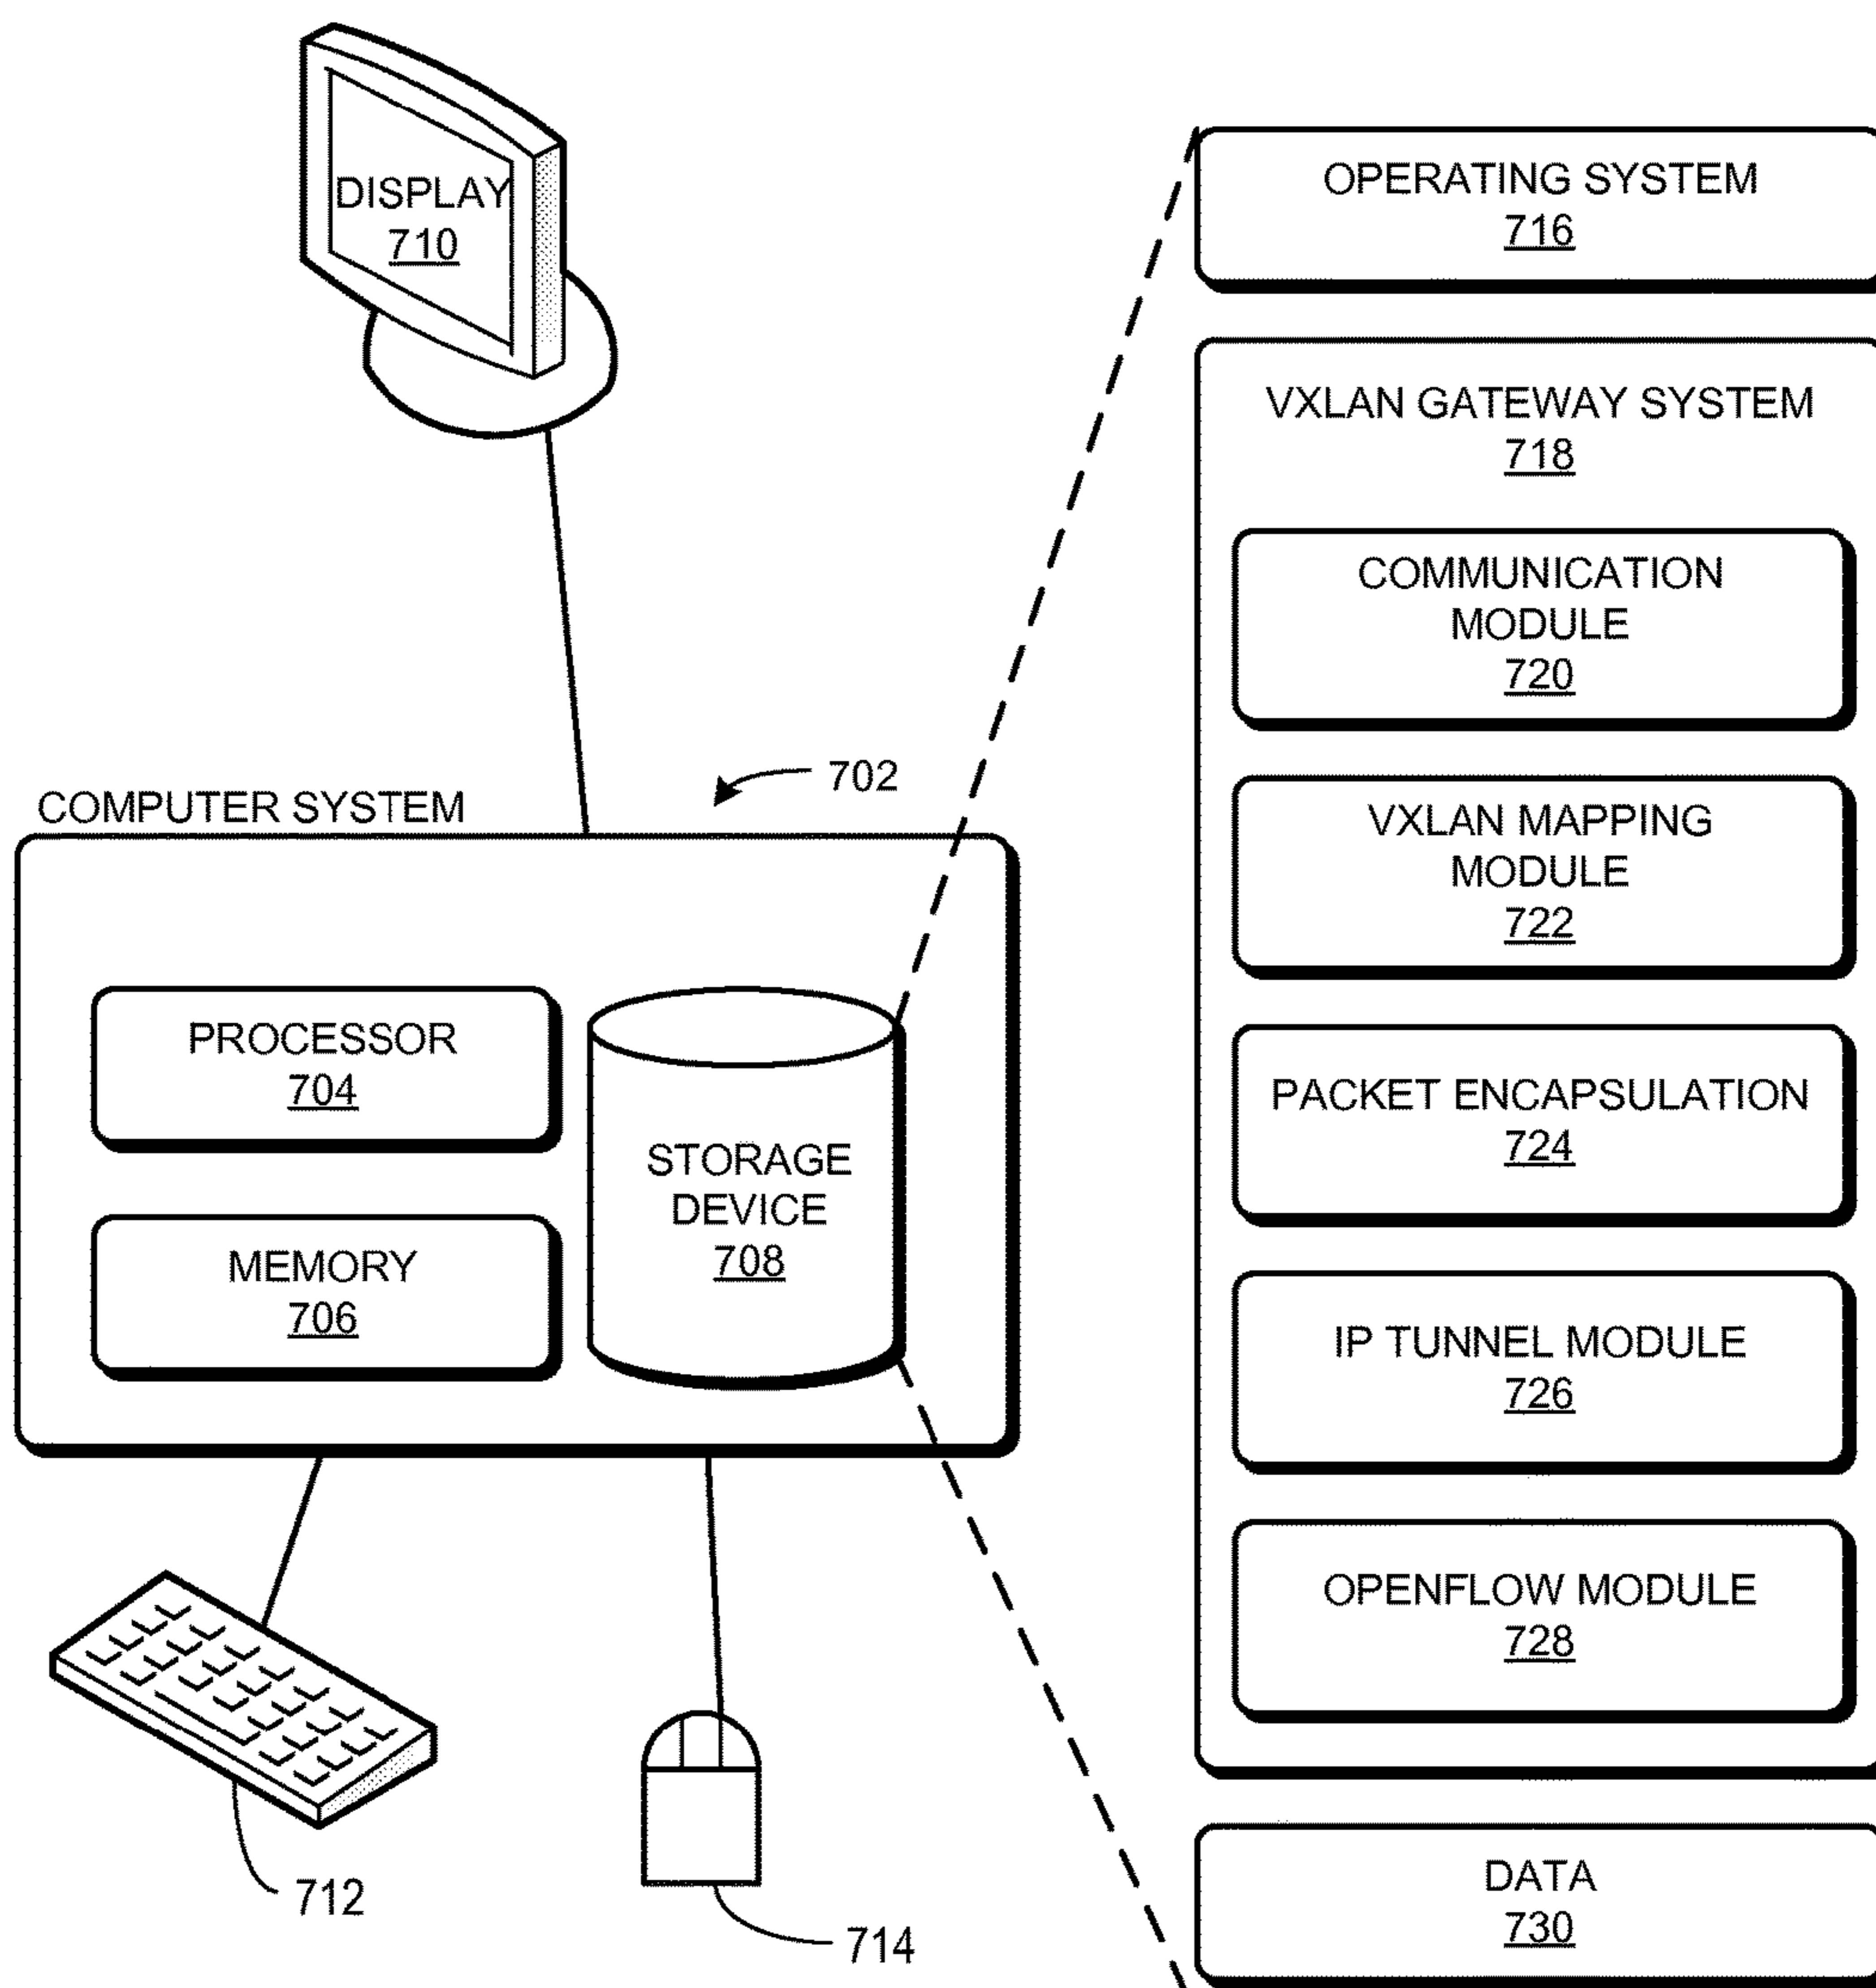 DISPLAY
710
702
COMPUTER SYSTEM
PROCESSOR
704
MEMORY
706
STORAGE
DEVICE
708
712
714
OPERATING SYSTEM
716
VXLAN GATEWAY SYSTEM
718
COMMUNICATION
MODULE
720
VXLAN MAPPING
MODULE
722
PACKET ENCAPSULATION
724
IP TUNNEL MODULE
726
OPENFLOW MODULE
728
DATA
730